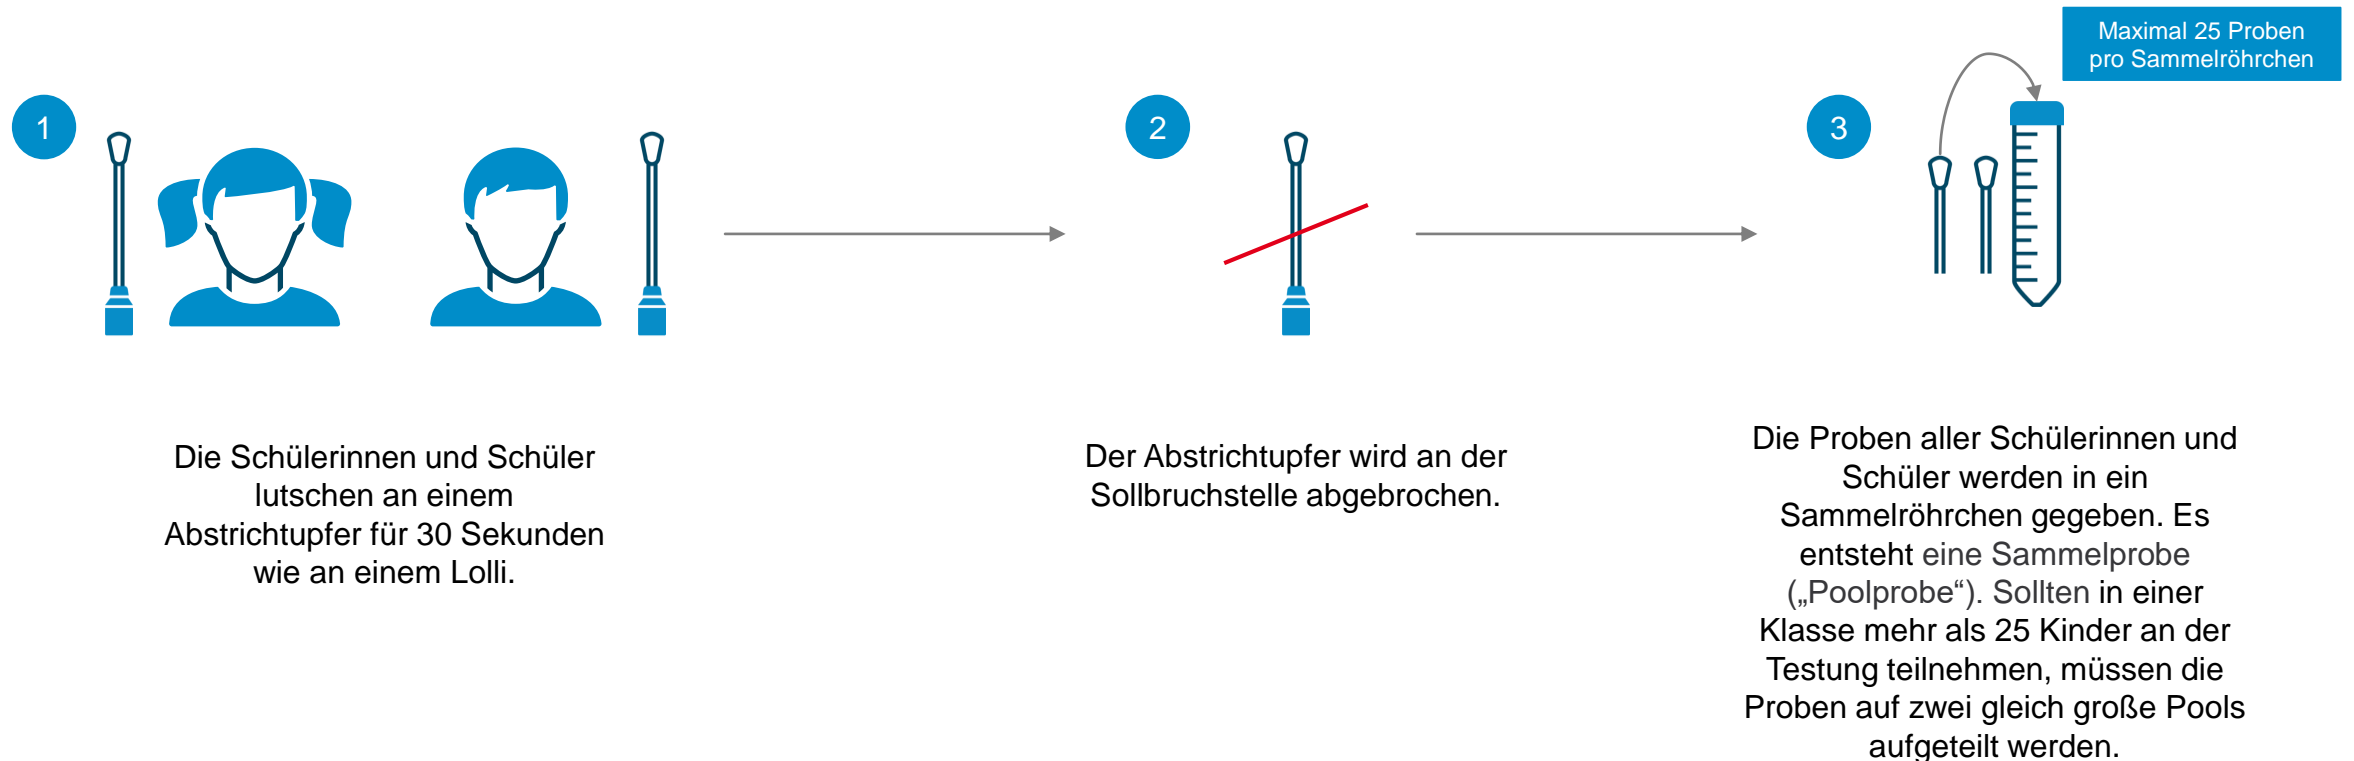 1
Die Schülerinnen und Schüler
lutschen an einem
Abstrichtupfer für 30 Sekunden
wie an einem Lolli.
2
Der Abstrichtupfer wird an der
Sollbruchstelle abgebrochen.
3
Maximal 25 Proben
pro Sammelröhrchen
Die Proben aller Schülerinnen und
Schüler werden in ein
Sammelröhrchen gegeben. Es
entsteht eine Sammelprobe
(„Poolprobe“). Sollten in einer
Klasse mehr als 25 Kinder an der
Testung teilnehmen, müssen die
Proben auf zwei gleich große Pools
aufgeteilt werden.